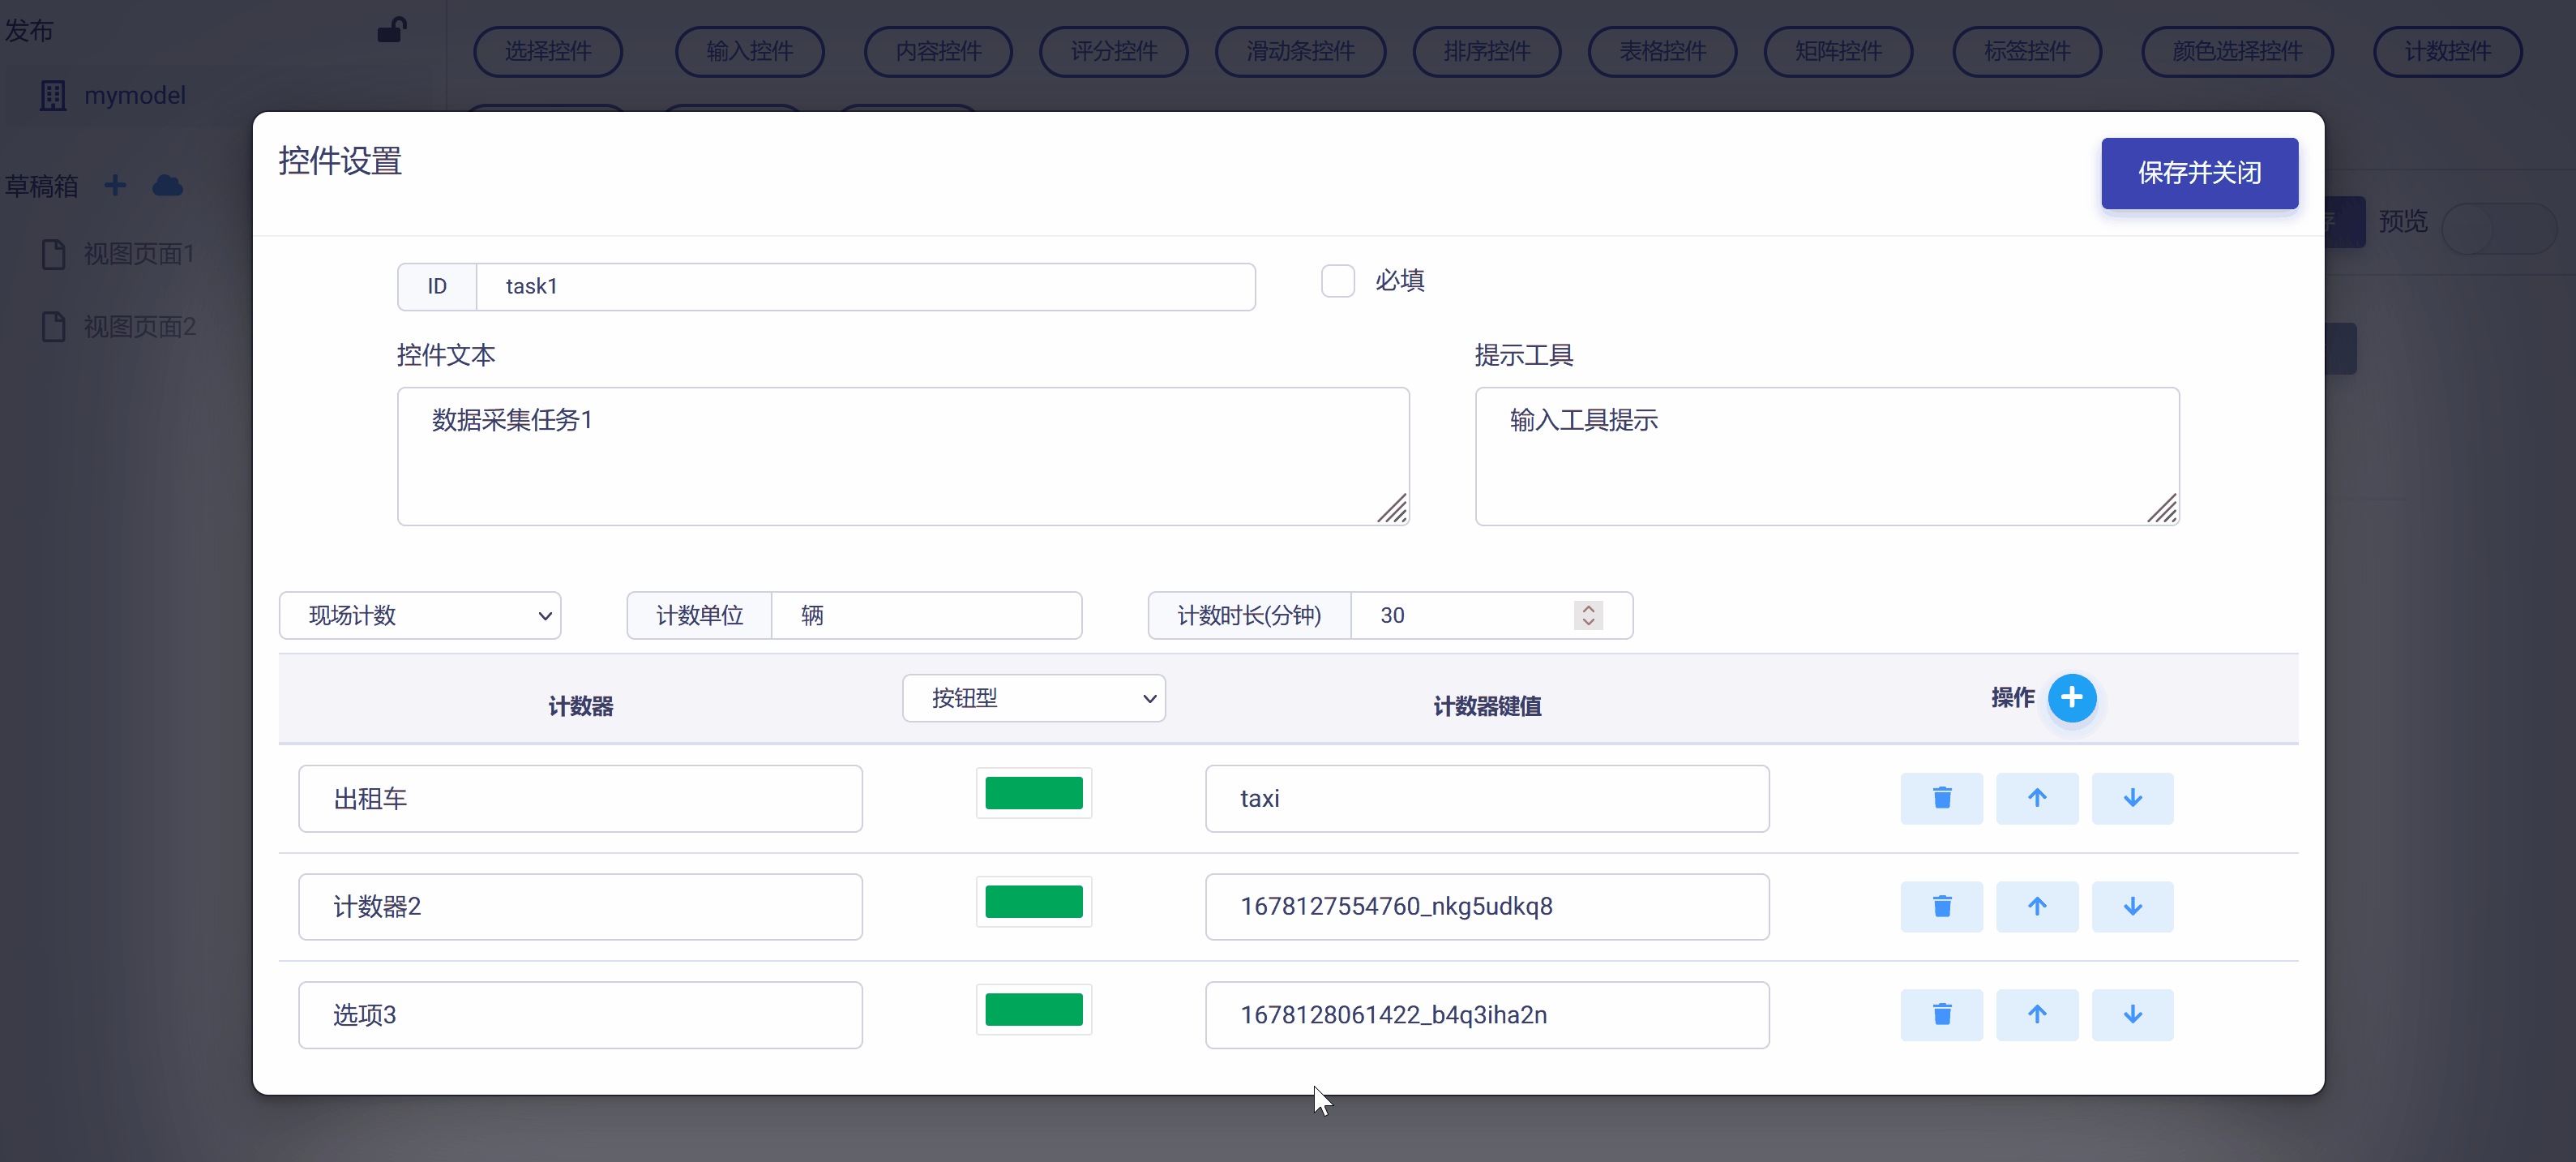 发布
选择控件 输入控件 内容控件 评分控件 滑动条控件 排序控件 表格控件 矩阵控件 标签控件 颜色选择控件 计数控件
mymodel
控件设置
保存并关闭
草稿箱
预览
视图页面1
视图页面2
ID task1
必填
控件文本
提示工具
数据采集任务1
输入工具提示
现场计数
计数单位 辆
计数时长(分钟) 30
计数器 按钮型 计数器键值 操作
出租车 taxi
计数器2 1678127554760_nkg5udkq8
选项3 1678128061422_b4q3iha2n